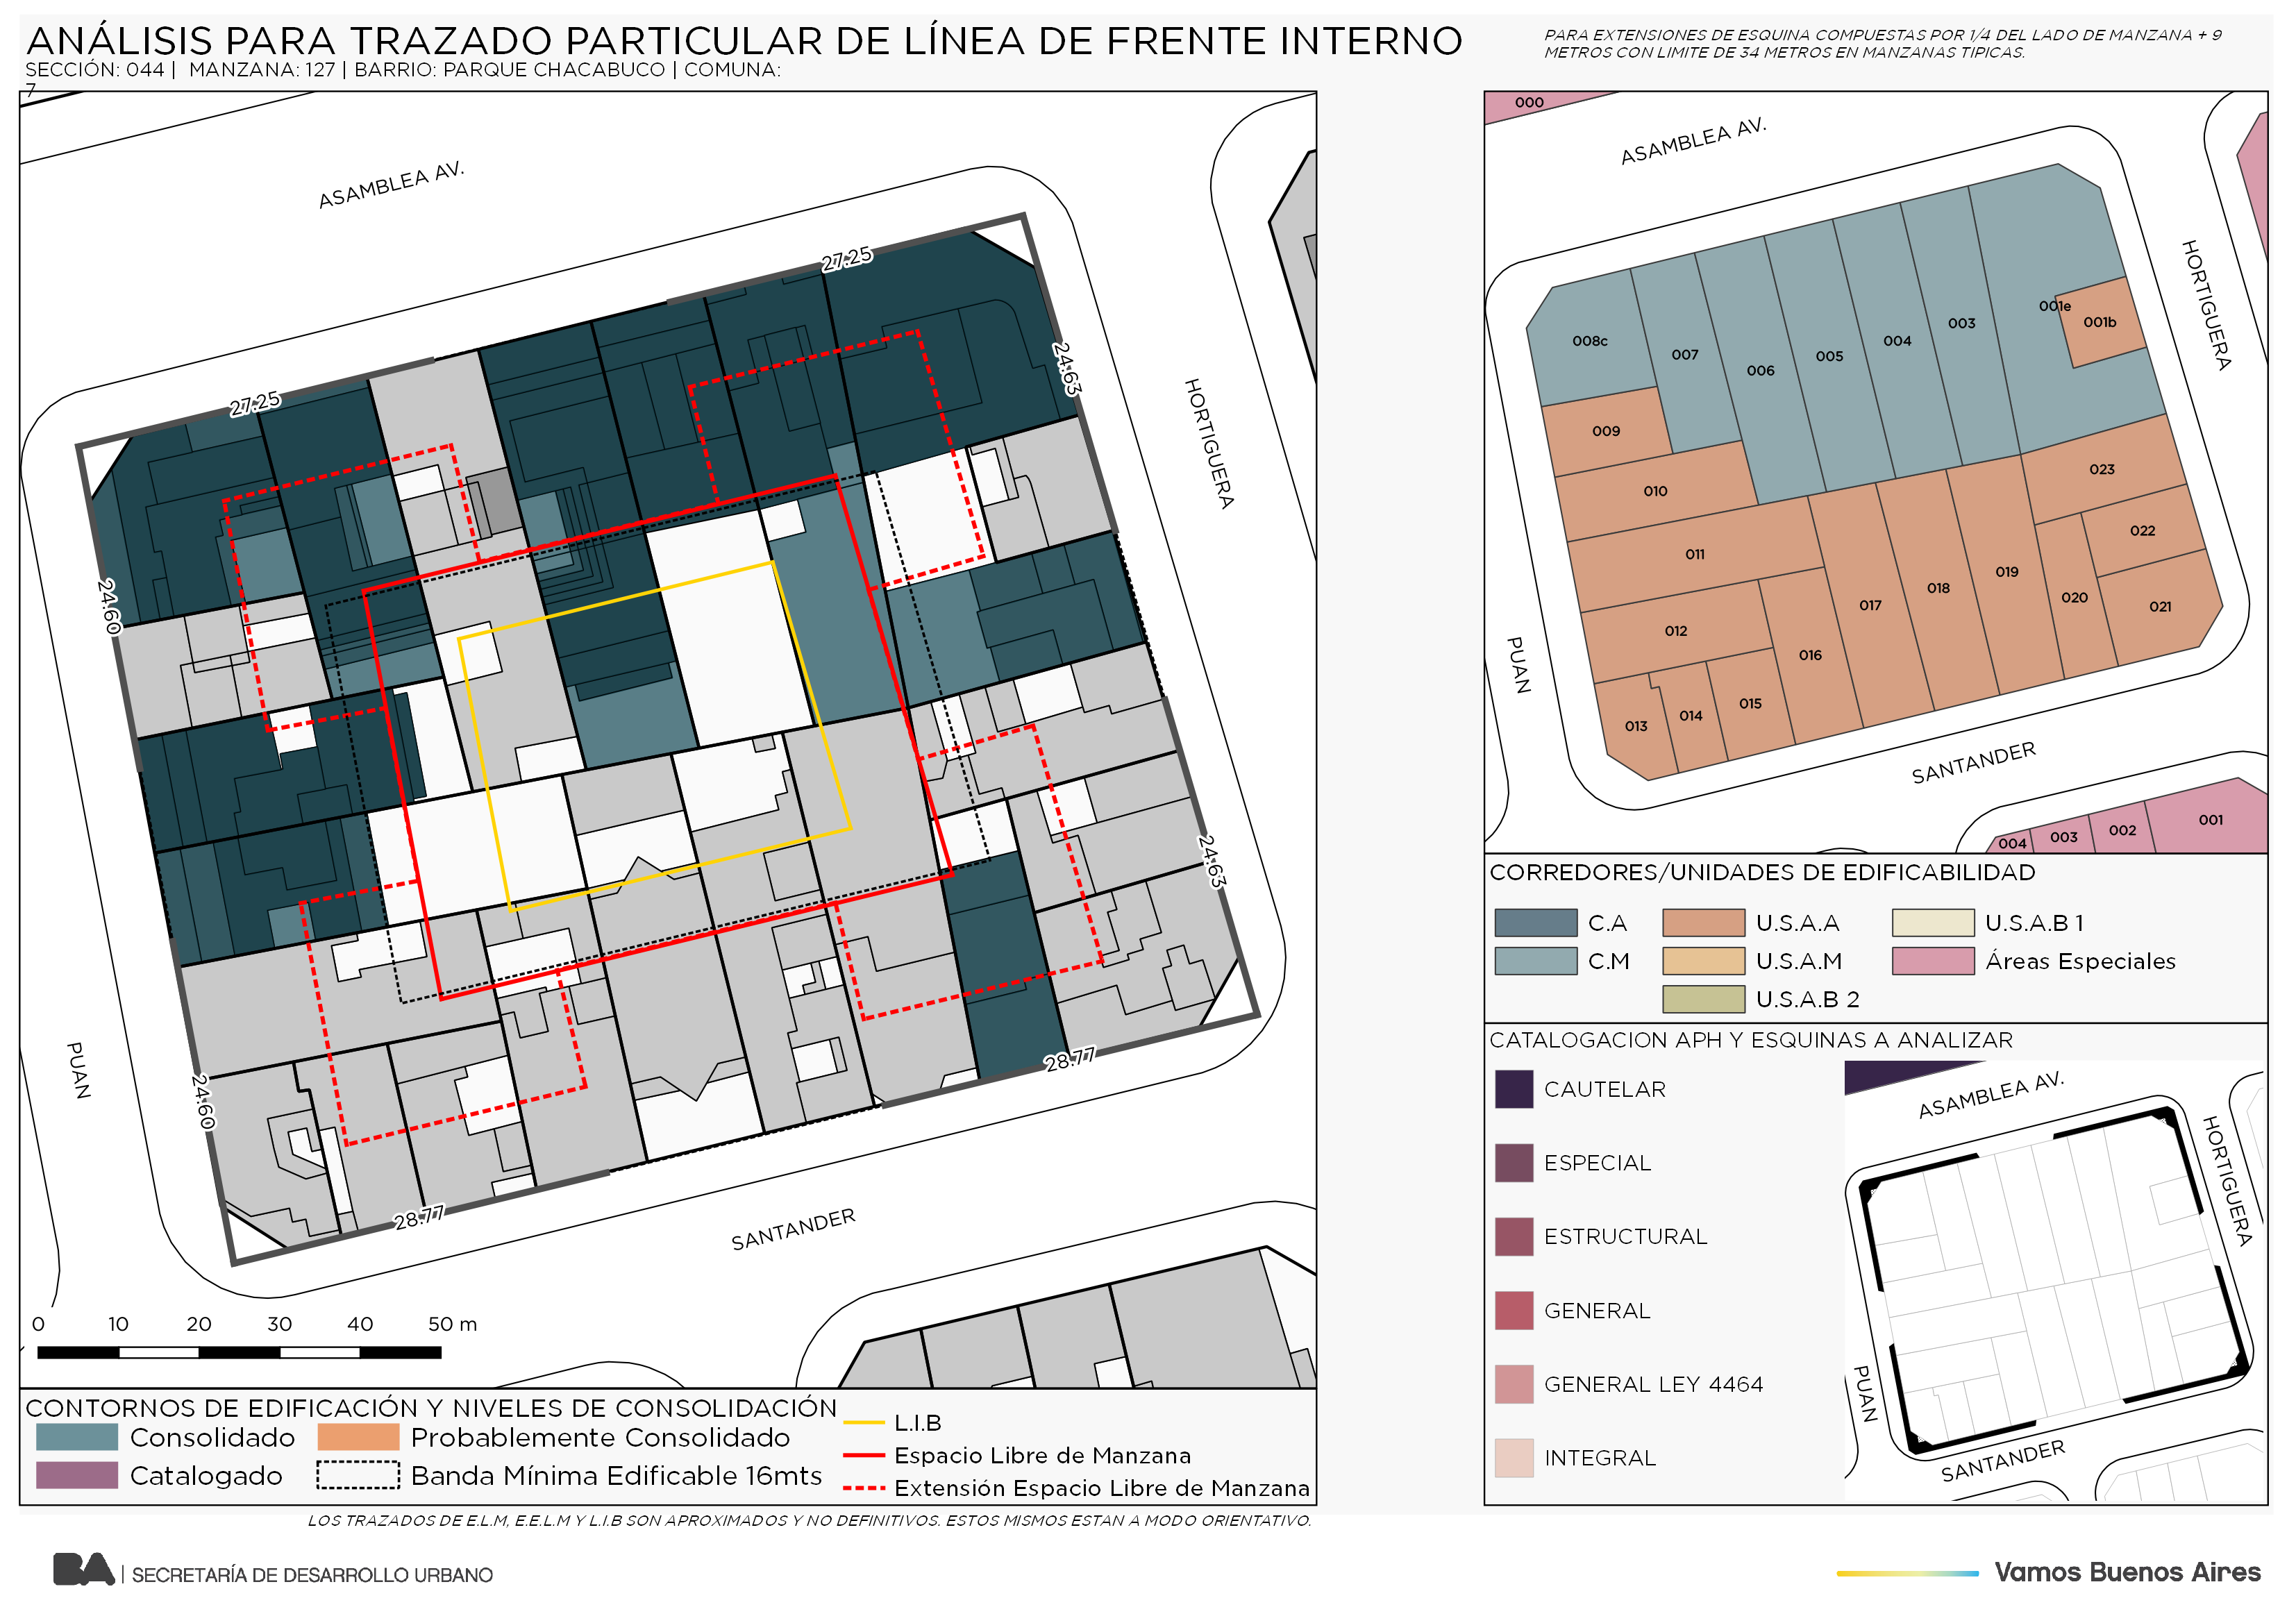 ANÁLISIS PARA TRAZADO PARTICULAR DE LÍNEA DE FRENTE INTERNO
SECCIÓN: 044 | MANZANA: 127 | BARRIO: PARQUE CHACABUCO | COMUNA:
7
PARA EXTENSIONES DE ESQUINA COMPUESTAS POR 1/4 DEL LADO DE MANZANA + 9
METROS CON LIMITE DE 34 METROS EN MANZANAS TIPICAS.
ASAMBLEA AV.
27.25
27.25
24.63
HORTIGUERA
24.60
24.63
PUAN
24.60
28.77
28.77
SANTANDER
0 10 20 30 40 50 m
CONTORNOS DE EDIFICACIÓN Y NIVELES DE CONSOLIDACIÓN
Consolidado
Probablemente Consolidado
Catalogado
Banda Mínima Edificable 16mts
L.I.B
Espacio Libre de Manzana
Extensión Espacio Libre de Manzana
LOS TRAZADOS DE E.L.M, E.E.L.M Y L.I.B SON APROXIMADOS Y NO DEFINITIVOS. ESTOS MISMOS ESTAN A MODO ORIENTATIVO.
000
ASAMBLEA AV.
HORTIGUERA
001e
001b
003
004
005
006
007
008c
009
010
011
012
013
014
015
016
017
018
019
020
021
022
023
PUAN
SANTANDER
004
003
002
001
CORREDORES/UNIDADES DE EDIFICABILIDAD
C.A
U.S.A.A
U.S.A.B 1
C.M
U.S.A.M
Áreas Especiales
U.S.A.B 2
CATALOGACION APH Y ESQUINAS A ANALIZAR
CAUTELAR
ESPECIAL
ESTRUCTURAL
GENERAL
GENERAL LEY 4464
INTEGRAL
ASAMBLEA AV.
HORTIGUERA
PUAN
SANTANDER
BA | SECRETARÍA DE DESARROLLO URBANO
Vamos Buenos Aires